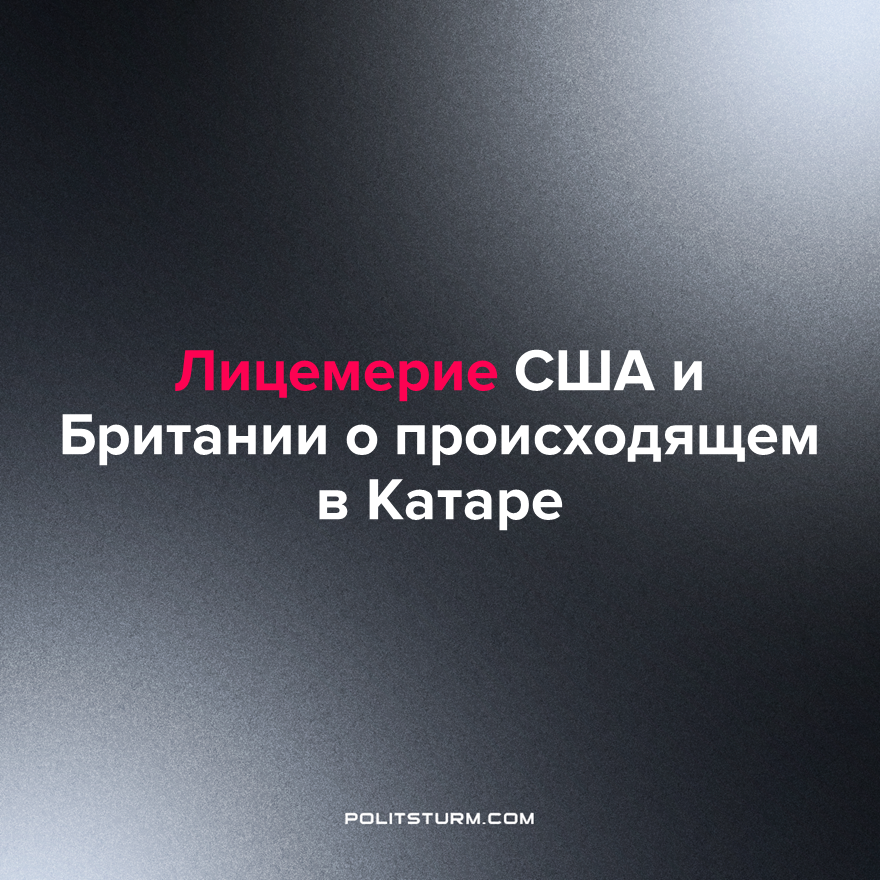 Лицемерие США и
Британии о происходящем
в Катаре
POLITSTURM.COM